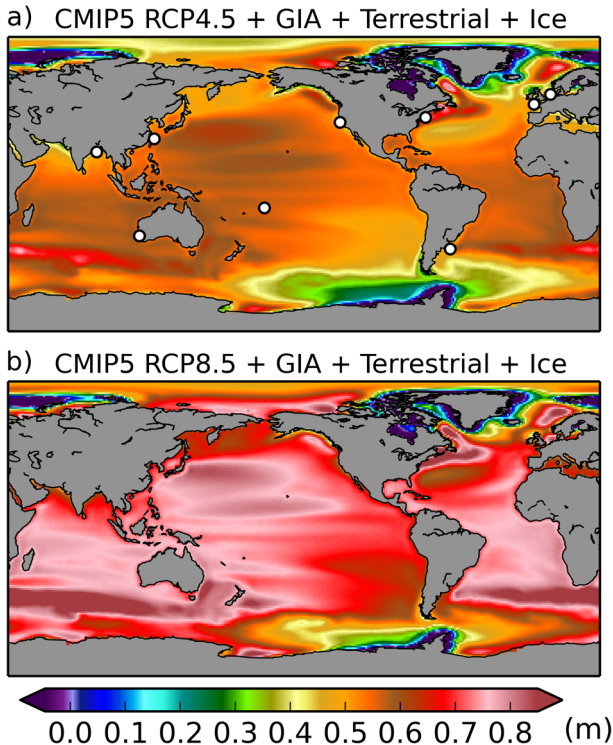 a) CMIP5 RCP4.5 + GIA + Terrestrial + Ice
b) CMIP5 RCP8.5 + GIA + Terrestrial + Ice
0.0 0.1 0.2 0.3 0.4 0.5 0.6 0.7 0.8 (m)